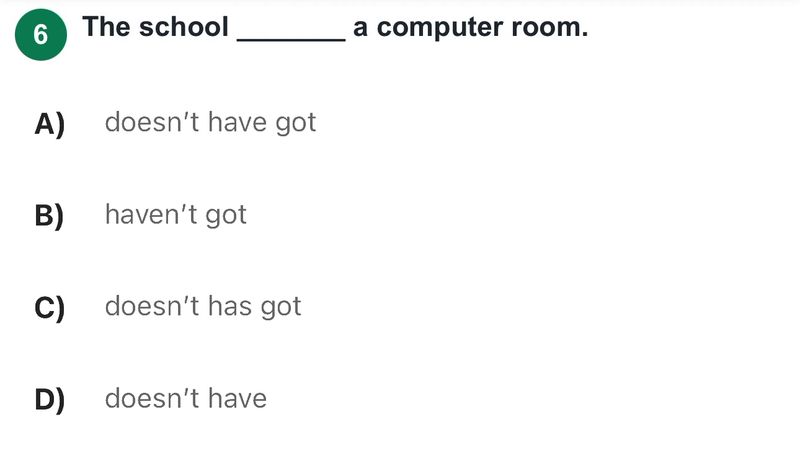 6 The school _______ a computer room.
A) doesn't have got
B) haven't got
C) doesn't has got
D) doesn't have